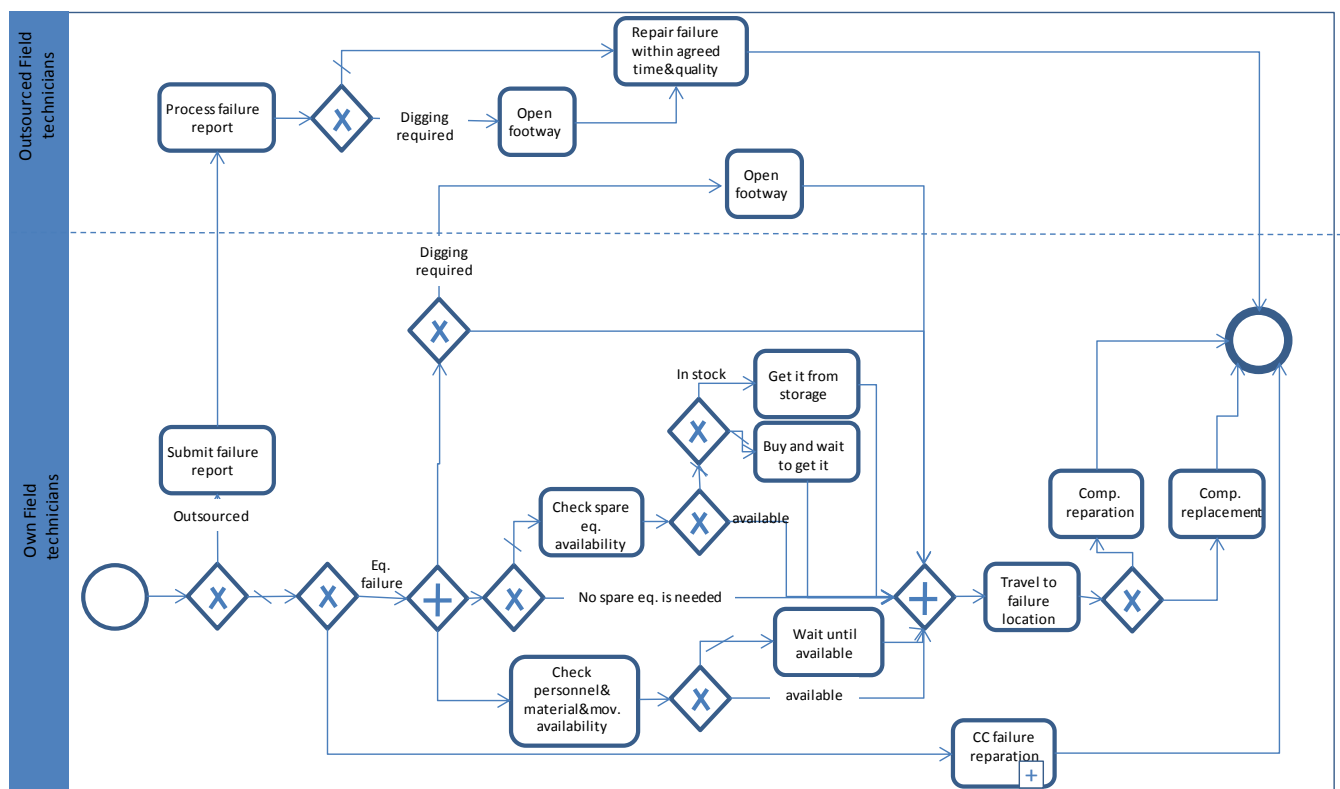 Outsourced Field
technicians
Repair failure
within agreed
time&quality
Process failure
report
X
Digging
required
Open
footway
Open
footway
Own Field
technicians
Digging
required
X
In stock
Get it from
storage
X
Buy and wait
to get it
Submit failure
report
Outsourced
Check spare
eq.
availability
X
available
Comp.
reparation
Comp.
replacement
X
X
Eq.
failure
+
X
No spare eq. is needed
+
Travel to
failure
location
X
Wait until
available
Check
personnel&
material&mov.
availability
X
available
CC failure
reparation
+